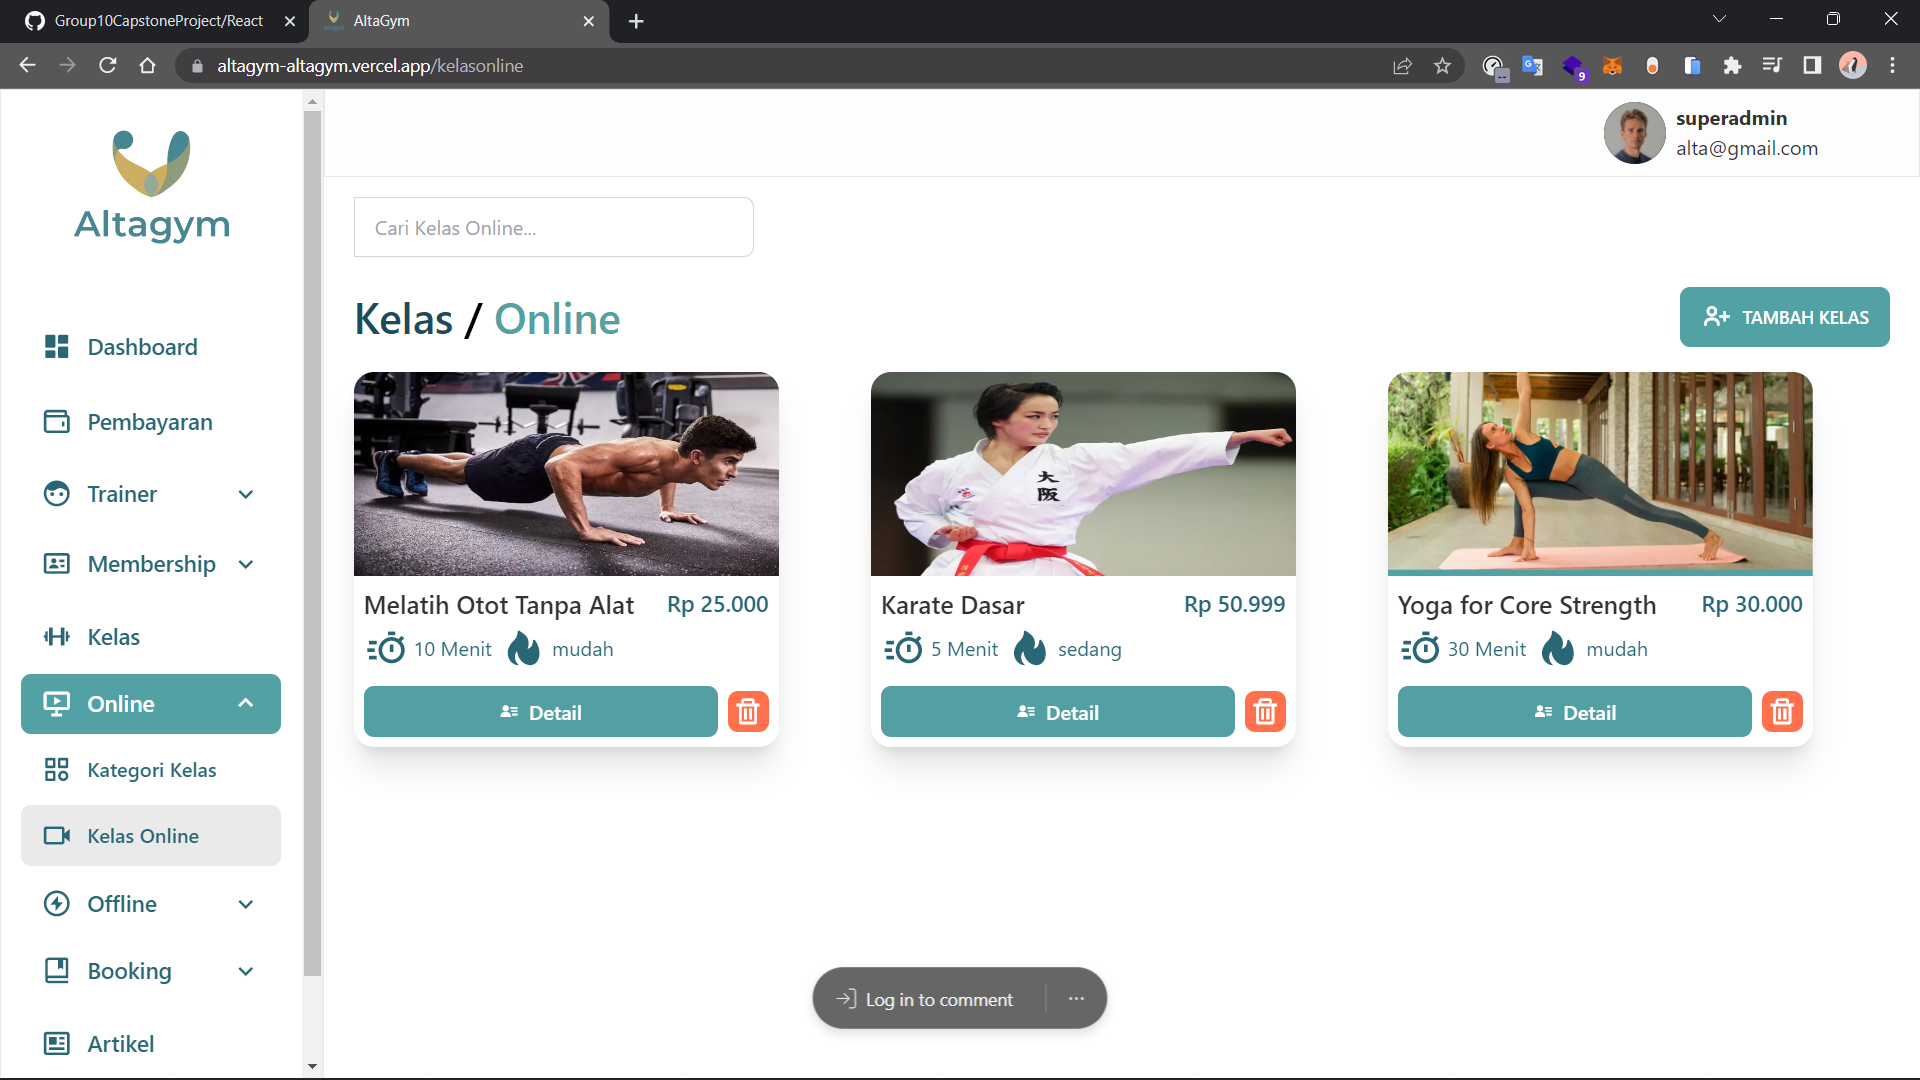 Group10CapstoneProject/React
AltaGym
altagym-altagym.vercel.app/kelasonline
9
Altagym
superadmin
alta@gmail.com
Cari Kelas Online...
Kelas / Online
TAMBAH KELAS
Dashboard
Pembayaran
Trainer
Membership
Kelas
Online
Kategori Kelas
Kelas Online
Offline
Booking
Artikel
大
阪
Melatih Otot Tanpa Alat
Rp 25.000
10 Menit
mudah
Detail
Karate Dasar
Rp 50.999
5 Menit
sedang
Detail
Yoga for Core Strength
Rp 30.000
30 Menit
mudah
Detail
Log in to comment